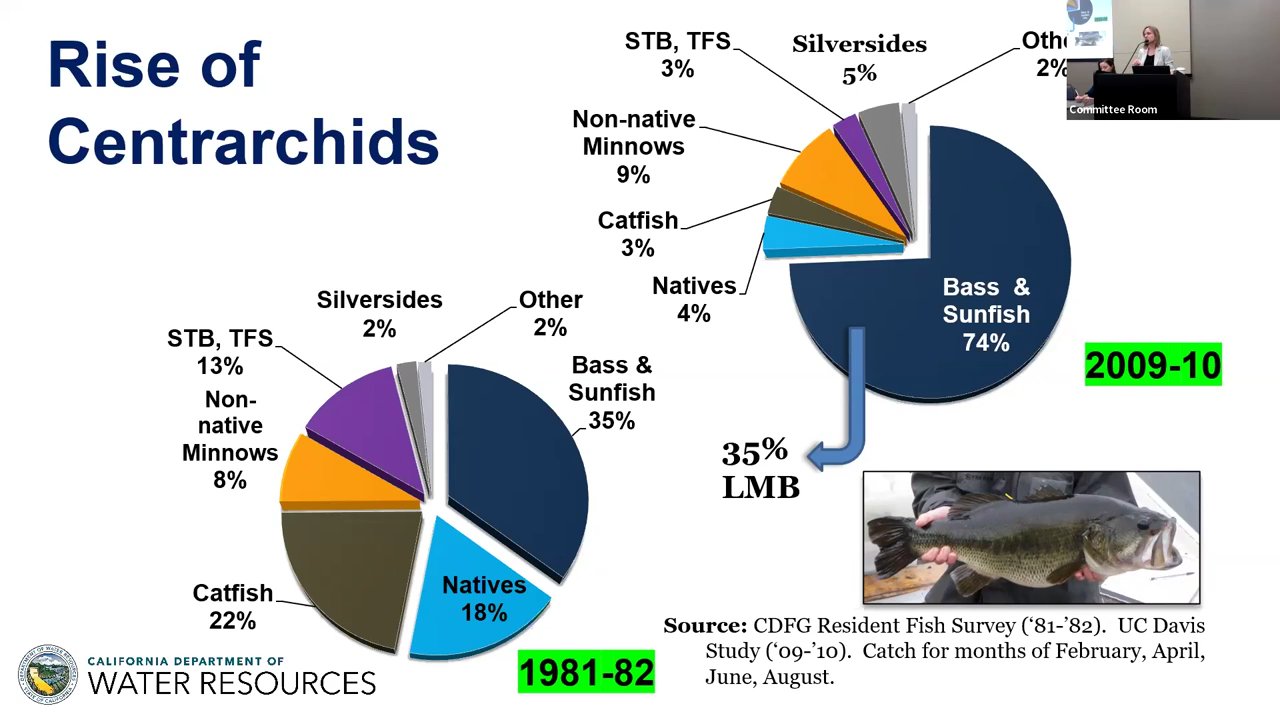 Rise of
Centrarchids
STB, TFS
3%
Silversides
5%
Othe
2%
Non-native
Minnows
9%
Catfish
3%
Natives
4%
Bass &
Sunfish
74%
2009-10
35%
LMB
Committee Room
Silversides
2%
Other
2%
STB, TFS
13%
Bass &
Sunfish
35%
Non-
native
Minnows
8%
Catfish
22%
Natives
18%
1981-82
Source: CDFG Resident Fish Survey (‘81-’82). UC Davis
Study (‘09-’10). Catch for months of February, April,
June, August.
CALIFORNIA DEPARTMENT OF
WATER RESOURCES